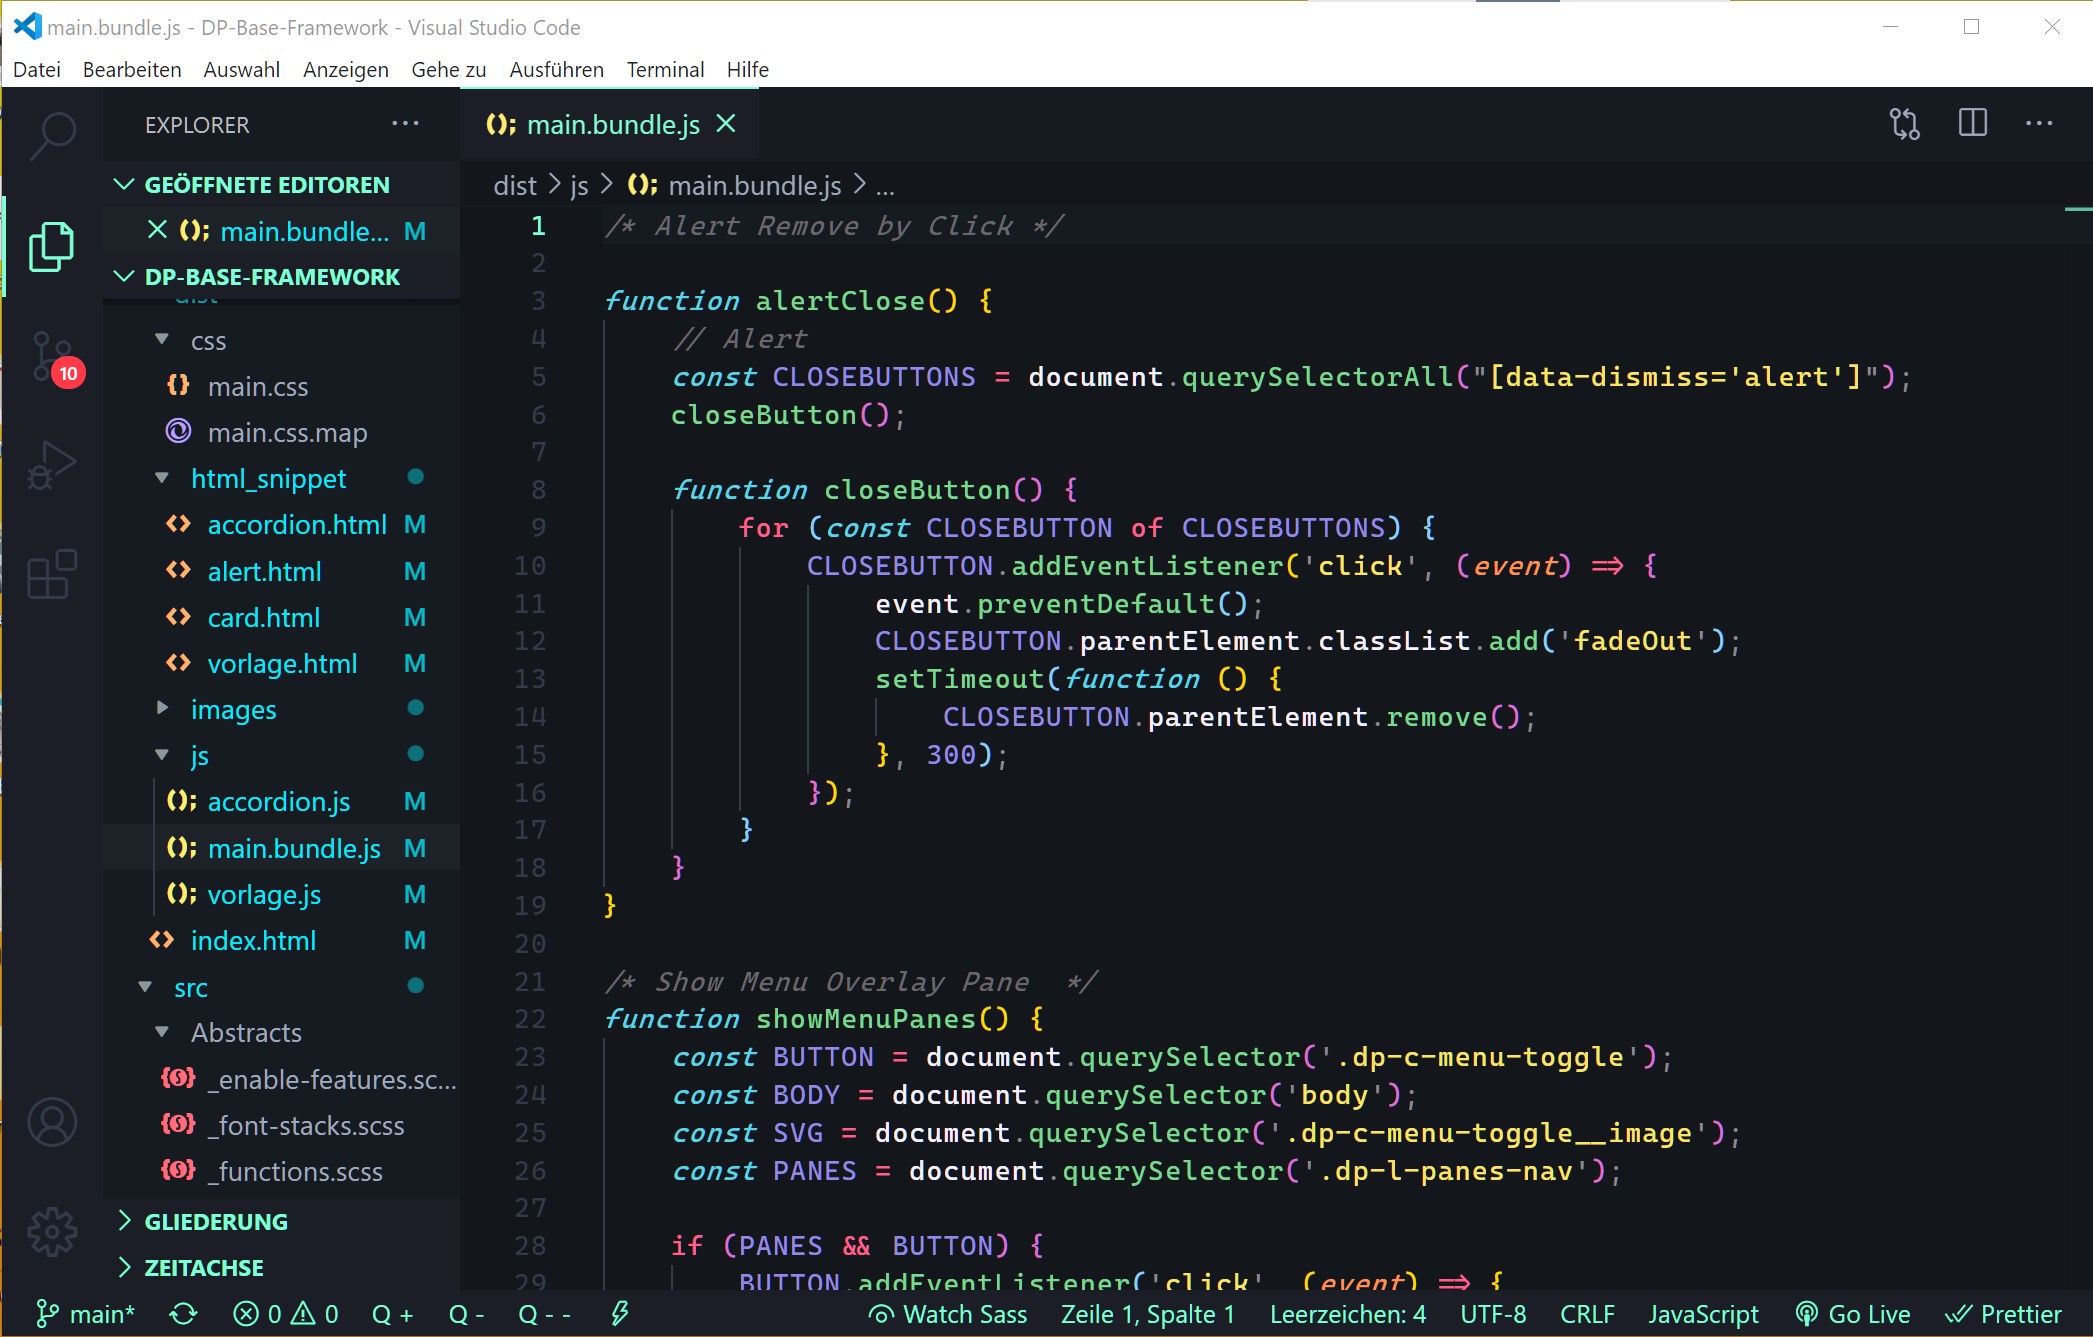 main.bundle.js - DP-Base-Framework - Visual Studio Code
Datei Bearbeiten Auswahl Anzeigen Gehe zu Ausführen Terminal Hilfe
EXPLORER ···
GEÖFFNETE EDITOREN
main.bundle... M
DP-BASE-FRAMEWORK
dist
css
main.css
main.css.map
html_snippet
accordion.html M
alert.html M
card.html M
vorlage.html M
images
js
accordion.js M
main.bundle.js M
vorlage.js M
index.html M
src
Abstracts
_enable-features.sc...
_font-stacks.scss
_functions.scss
GLIEDERUNG
ZEITACHSE
10
main.bundle.js
dist > js > main.bundle.js > ...
1 /* Alert Remove by Click */
2
3 function alertClose() {
4 // Alert
5 const CLOSEBUTTONS = document.querySelectorAll("[data-dismiss='alert']");
6 closeButton();
7
8 function closeButton() {
9 for (const CLOSEBUTTON of CLOSEBUTTONS) {
10 CLOSEBUTTON.addEventListener('click', (event) => {
11 event.preventDefault();
12 CLOSEBUTTON.parentElement.classList.add('fadeOut');
13 setTimeout(function () {
14 CLOSEBUTTON.parentElement.remove();
15 }, 300);
16 });
17 }
18 }
19 }
20
21 /* Show Menu Overlay Pane  */
22 function showMenuPanes() {
23 const BUTTON = document.querySelector('.dp-c-menu-toggle');
24 const BODY = document.querySelector('body');
25 const SVG = document.querySelector('.dp-c-menu-toggle__image');
26 const PANES = document.querySelector('.dp-l-panes-nav');
27
28 if (PANES && BUTTON) {
29 BUTTON.addEventListener('click', (event) => {
main* 0 0 Q + Q - Q - - Watch Sass Zeile 1, Spalte 1 Leerzeichen: 4 UTF-8 CRLF JavaScript Go Live Prettier